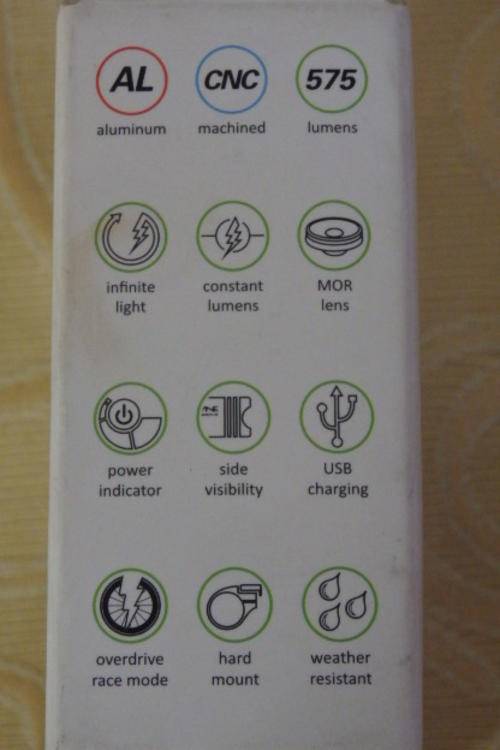 AL CNC 575
aluminum machined lumens
infinite constant MOR
light lumens lens
power side USB
indicator visibility charging
overdrive hard weather
race mode mount resistant